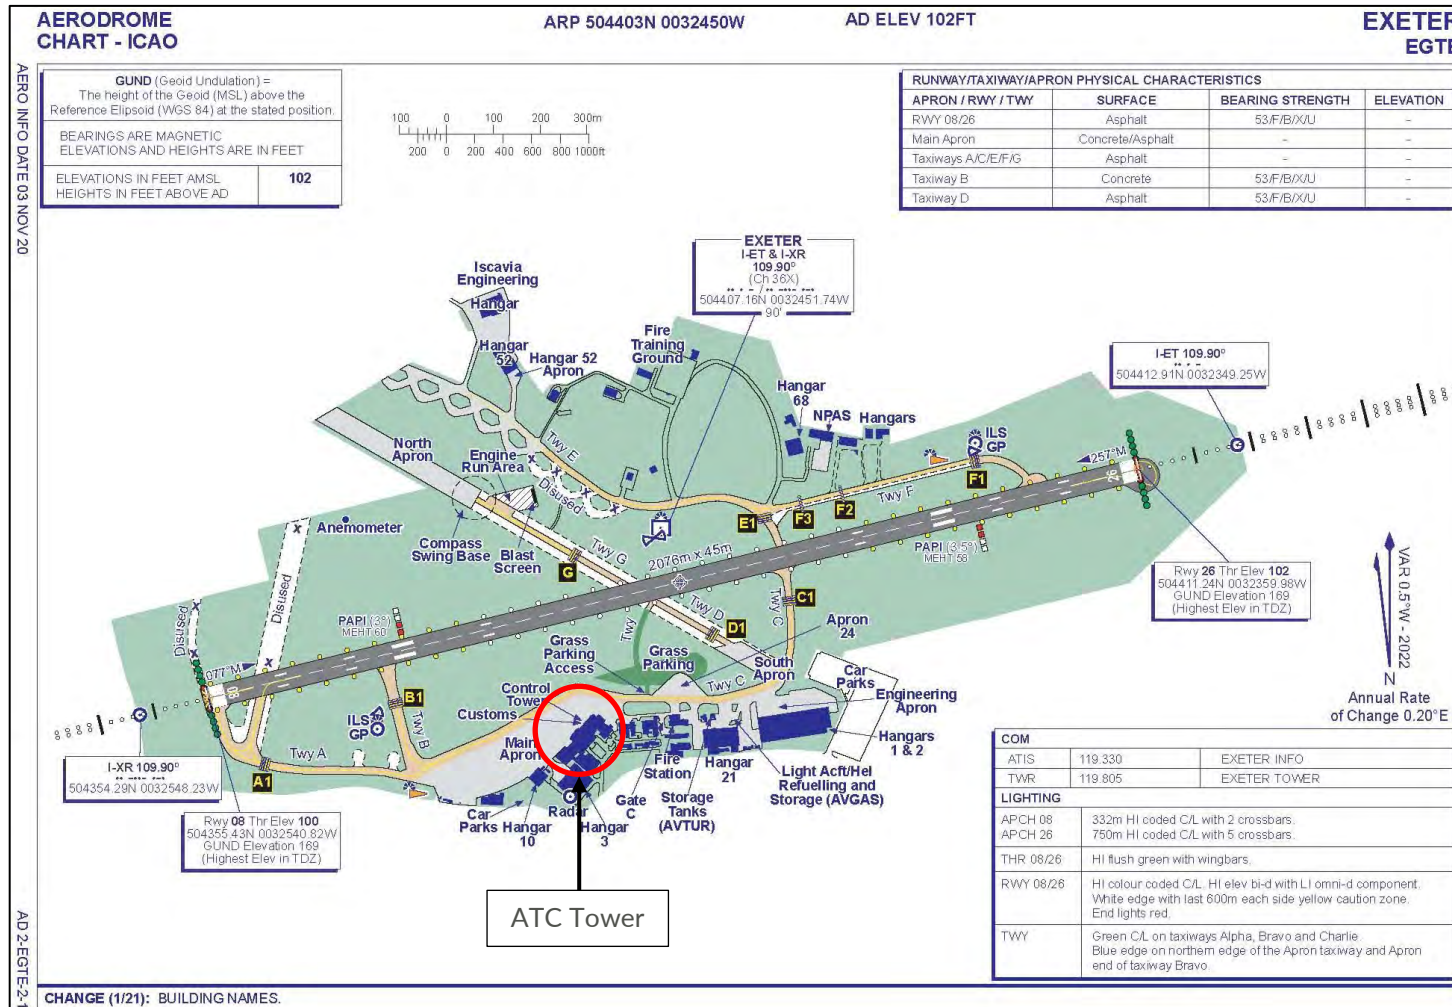 AERODROME
CHART - ICAO
ARP 504403N 0032450W
AD ELEV 102FT
EXETER
EGTE
AERO INFO DATE 03 NOV 20
GUND (Geoid Undulation) =
The height of the Geoid (MSL) above the
Reference Elipsoid (WGS 84) at the stated position.
BEARINGS ARE MAGNETIC
ELEVATIONS AND HEIGHTS ARE IN FEET
ELEVATIONS IN FEET AMSL
HEIGHTS IN FEET ABOVE AD
102
100 0 100 200 300m
200 0 200 400 600 800 1000ft
RUNWAY/TAXIWAY/APRON PHYSICAL CHARACTERISTICS
APRON / RWY / TWY SURFACE BEARING STRENGTH ELEVATION
RWY 08/26 Asphalt 53/F/B/X/U -
Main Apron Concrete/Asphalt - -
Taxiways A/C/E/F/G Asphalt - -
Taxiway B Concrete 53/F/B/X/U -
Taxiway D Asphalt 53/F/B/X/U -
EXETER
I-ET & I-XR
109.90°
(Ch 36X)
504407.16N 0032451.74W
90'
Iscavia
Engineering
Hangar
Hangar
52
Hangar 52
Apron
Fire
Training
Ground
Hangar
68
NPAS
Hangars
I-ET 109.90°
504412.91N 0032349.25W
North
Apron
Engine
Run Area
Twy E
Disused
ILS
GP
257°M
26
F1
Twy F
F2
F3
E1
Anemometer
Compass
Swing Base
Blast
Screen
Twy G
G
2076m x 45m
PAPI (3.5°)
MEHT 56
Rwy 26 Thr Elev 102
504411.24N 0032359.98W
GUND Elevation 169
(Highest Elev in TDZ)
VAR 0.5°W - 2022
N
Annual Rate
of Change 0.20°E
Disused
Disused
PAPI (3°)
MEHT 60
077°M
08
Twy
Twy D
D1
C1
Twy C
Apron
24
Grass
Parking
Access
Grass
Parking
South
Apron
Twy C
Car
Parks
Engineering
Apron
Control
Tower
Customs
B1
Twy B
ILS
GP
Main
Apron
Twy A
A1
I-XR 109.90°
504354.29N 0032548.23W
Rwy 08 Thr Elev 100
504355.43N 0032540.82W
GUND Elevation 169
(Highest Elev in TDZ)
Car
Parks
Hangar
10
Radar
Hangar
3
Gate
C
Fire
Station
Storage
Tanks
(AVTUR)
Hangar
21
Light Acft/Hel
Refuelling and
Storage (AVGAS)
Hangars
1 & 2
ATC Tower
COM
ATIS 119.330 EXETER INFO
TWR 119.805 EXETER TOWER
LIGHTING
APCH 08 332m HI coded C/L with 2 crossbars.
APCH 26 750m HI coded C/L with 5 crossbars.
THR 08/26 HI flush green with wingbars.
RWY 08/26 HI colour coded C/L. HI elev bi-d with LI omni-d component.
White edge with last 600m each side yellow caution zone.
End lights red.
TWY Green C/L on taxiways Alpha, Bravo and Charlie
Blue edge on northern edge of the Apron taxiway and Apron
end of taxiway Bravo.
AD 2-EGTE-2-1
CHANGE (1/21): BUILDING NAMES.